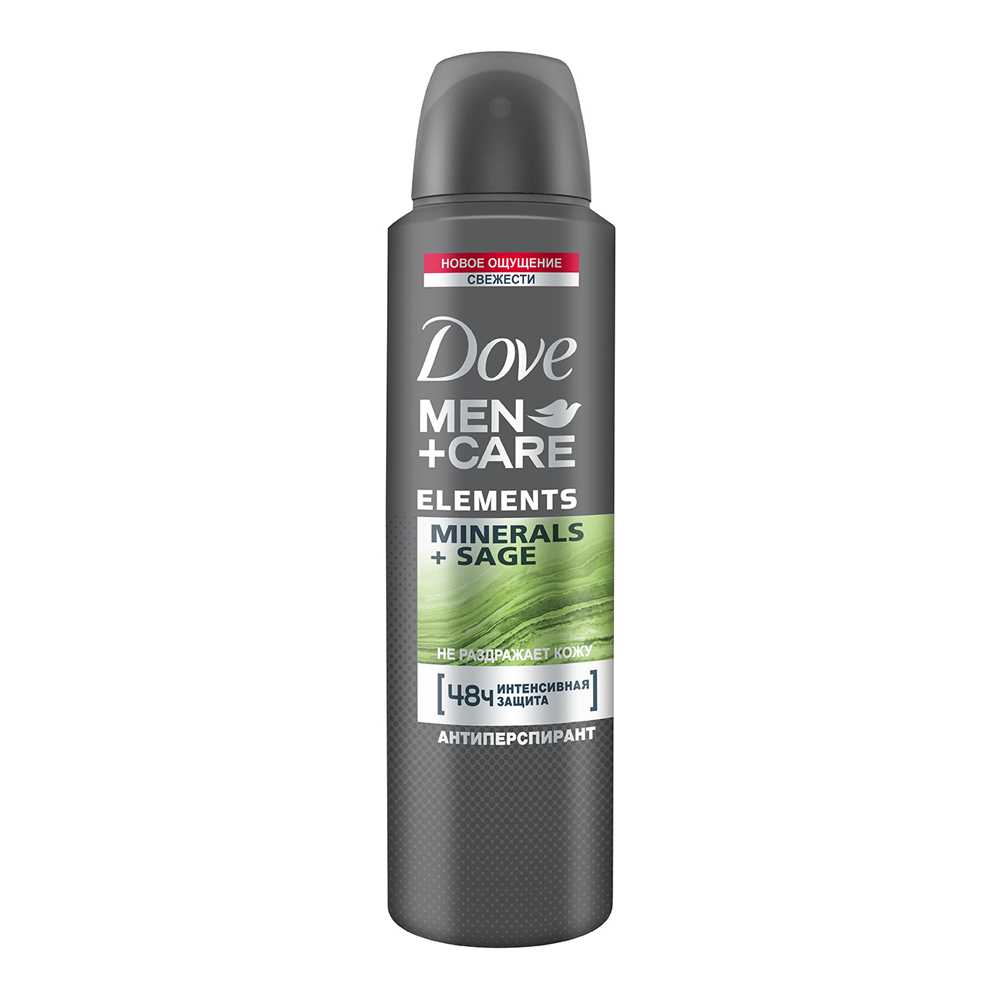 НОВОЕ ОЩУЩЕНИЕ
СВЕЖЕСТИ
Dove
MEN
+CARE
ELEMENTS
MINERALS
+ SAGE
НЕ РАЗДРАЖАЕТ КОЖУ
[48ч ИНТЕНСИВНАЯ
ЗАЩИТА]
АНТИПЕРСПИРАНТ